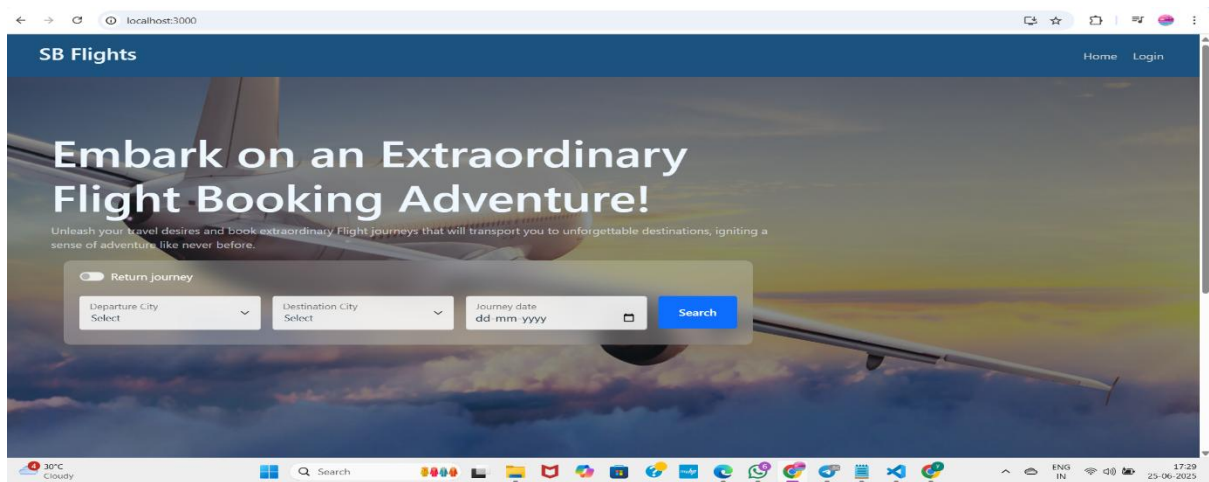 localhost:3000
SB Flights
Home Login
Embark on an Extraordinary
Flight Booking Adventure!
Unleash your travel desires and book extraordinary Flight journeys that will transport you to unforgettable destinations, igniting a
sense of adventure like never before.
Return journey
Departure City
Select
Destination City
Select
Journey date
dd-mm-yyyy
Search
4
30°C
Cloudy
Search
ENG
IN
17:29
25-06-2025